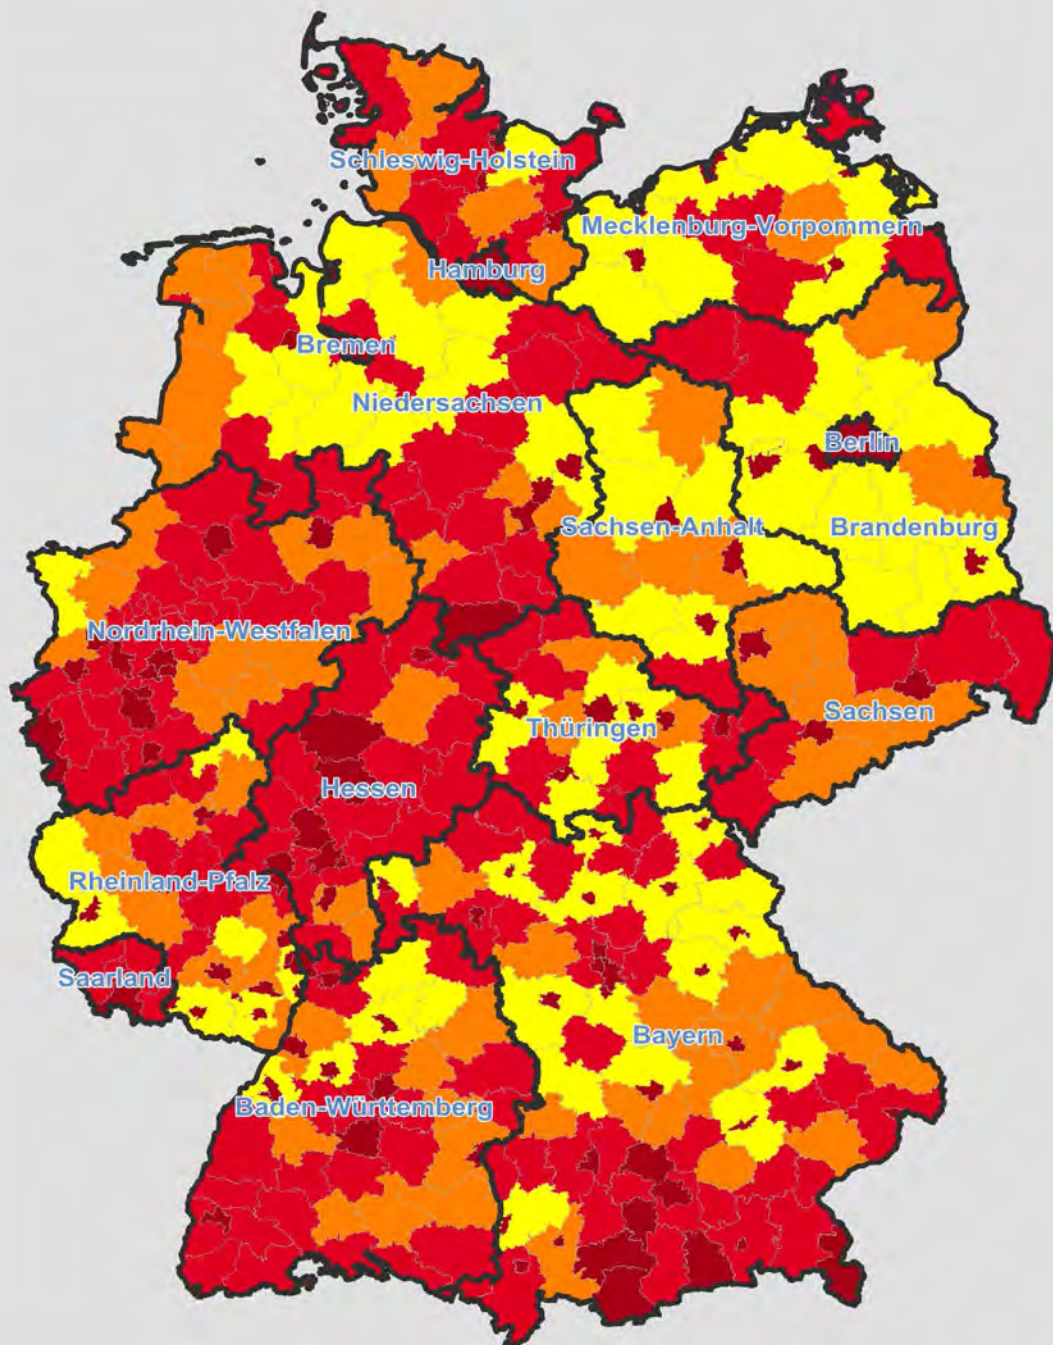 Schleswig-Holstein
Mecklenburg-Vorpommern
Hamburg
Bremen
Niedersachsen
Berlin
Sachsen-Anhalt
Brandenburg
Nordrhein-Westfalen
Thüringen
Sachsen
Hessen
Rheinland-Pfalz
Saarland
Bayern
Baden-Württemberg